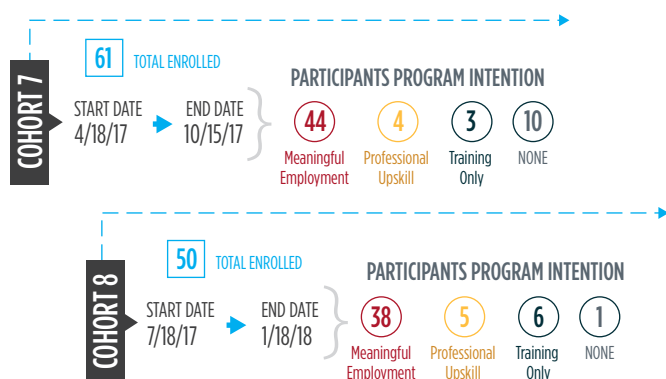 COHORT 7
61 TOTAL ENROLLED
START DATE
4/18/17
END DATE
10/15/17
PARTICIPANTS PROGRAM INTENTION
44
Meaningful
Employment
4
Professional
Upskill
3
Training
Only
10
NONE
COHORT 8
50 TOTAL ENROLLED
START DATE
7/18/17
END DATE
1/18/18
PARTICIPANTS PROGRAM INTENTION
38
Meaningful
Employment
5
Professional
Upskill
6
Training
Only
1
NONE